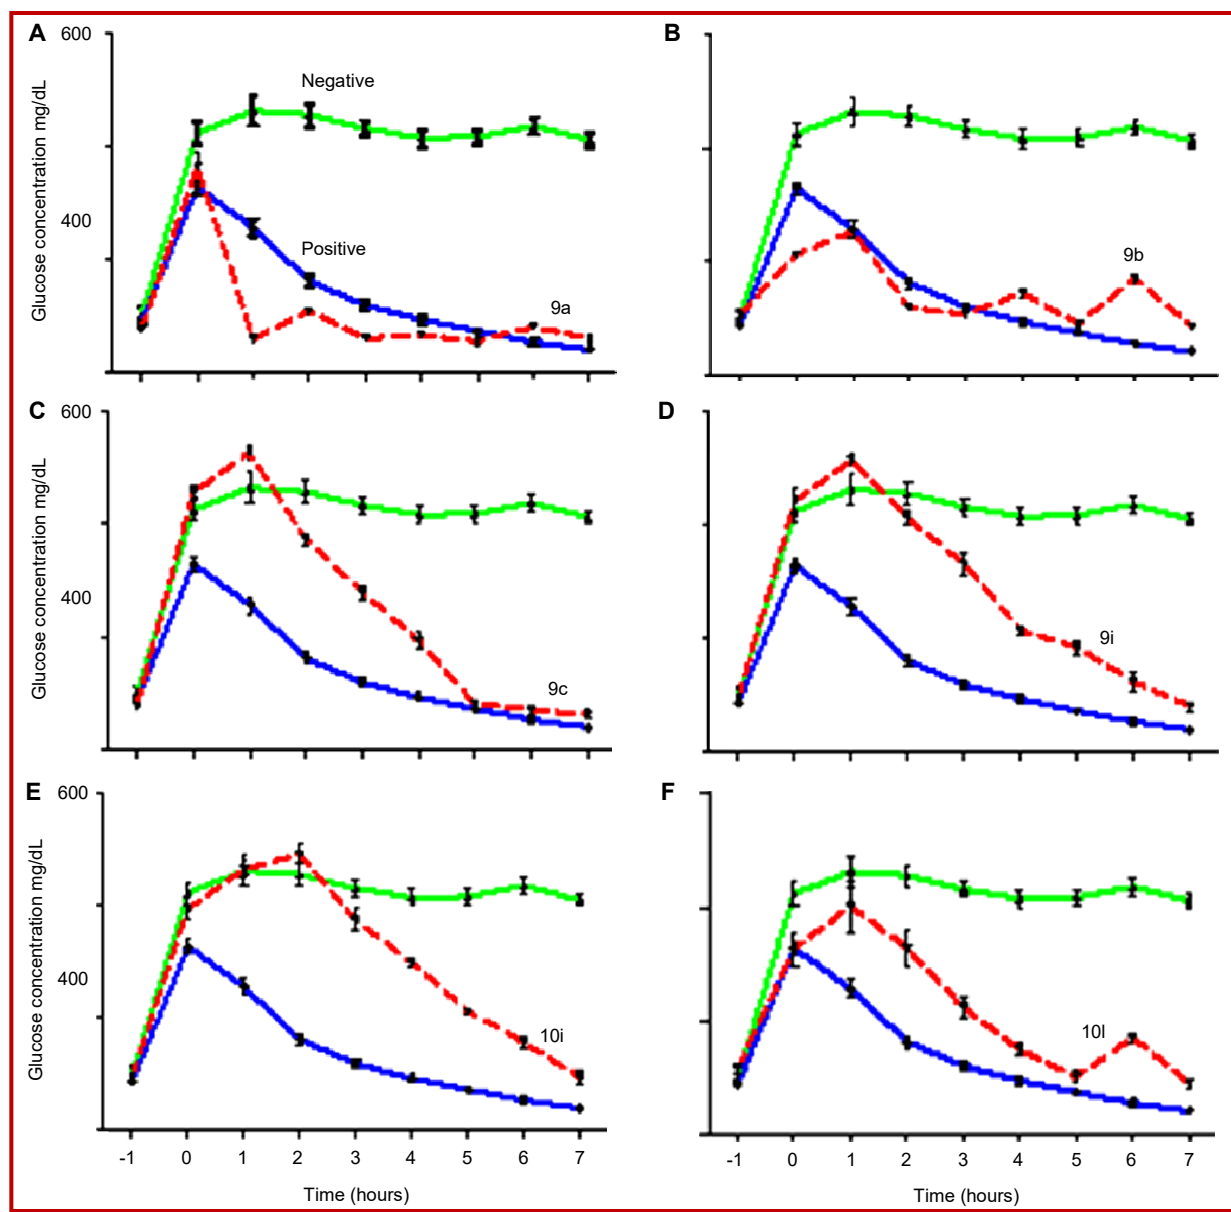 A
600
Glucose concentration mg/dL
400
Negative
Positive
9a
B
9b
C
600
Glucose concentration mg/dL
400
9c
D
9i
E
600
Glucose concentration mg/dL
400
10i
-1 0 1 2 3 4 5 6 7
Time (hours)
F
10l
-1 0 1 2 3 4 5 6 7
Time (hours)